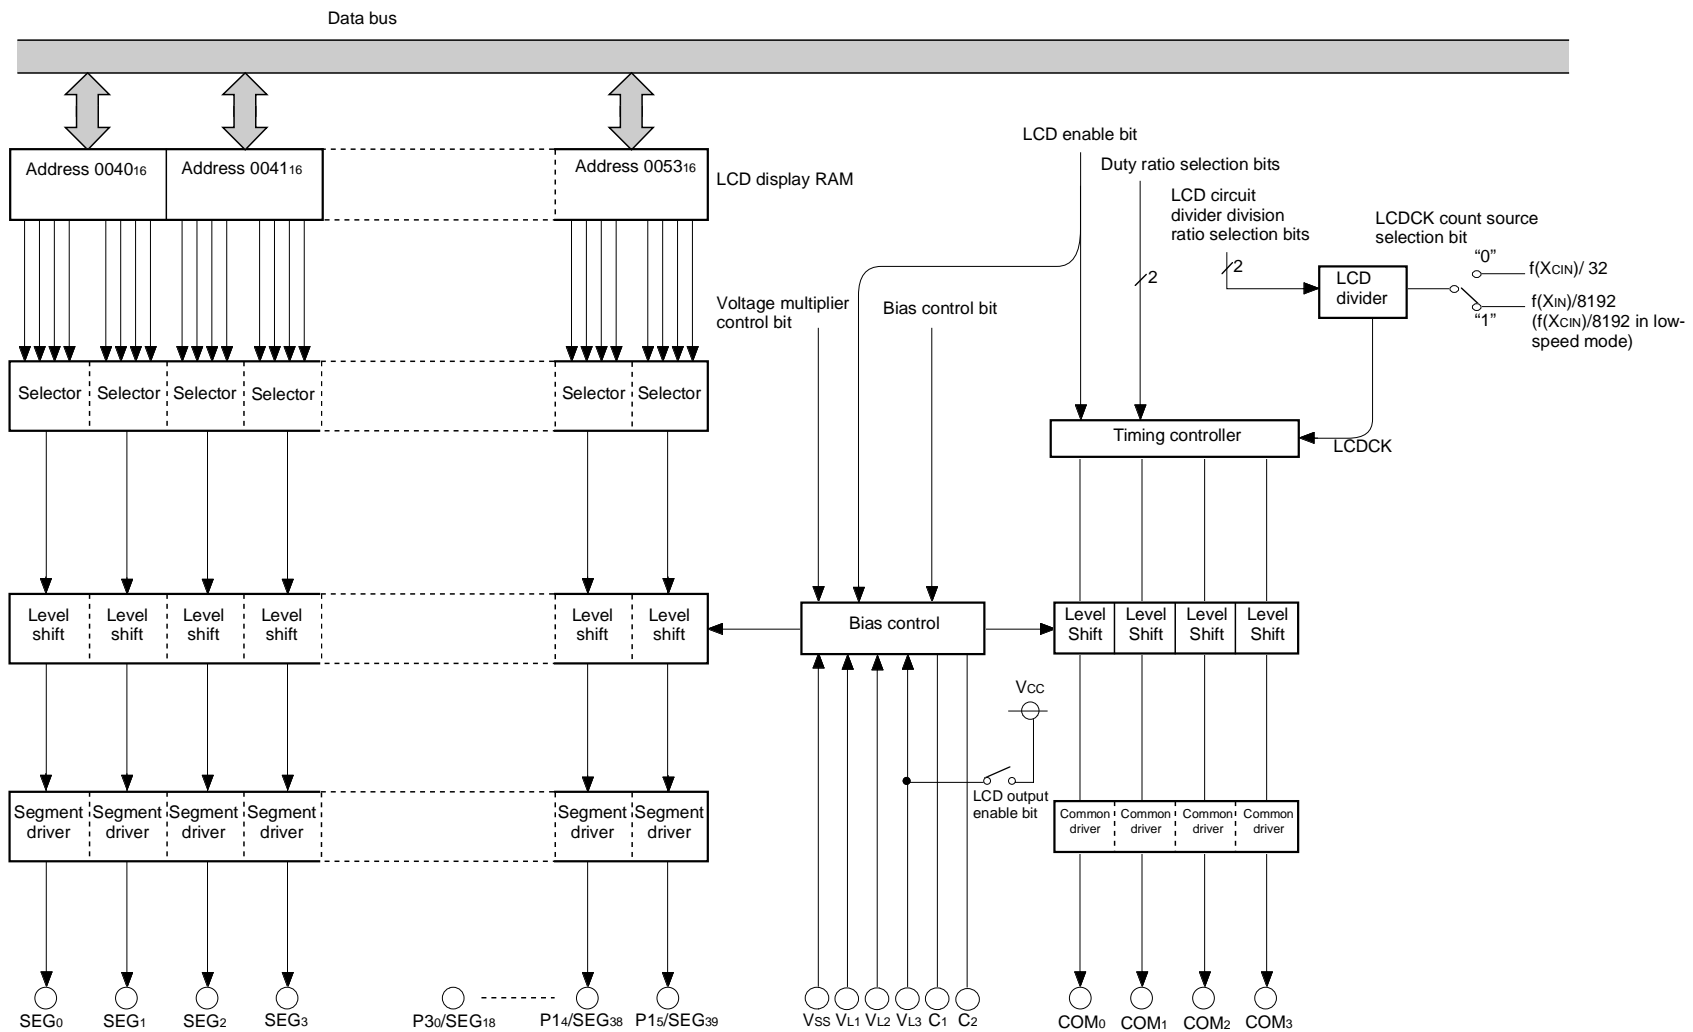 Data bus
Address 0040₁₆
Address 0041₁₆
Address 0053₁₆
LCD display RAM
LCD enable bit
Duty ratio selection bits
LCD circuit
divider division
ratio selection bits
2
2
LCDCK count source
selection bit
“0”
f(XCIN)/ 32
LCD
divider
f(XIN)/8192
“1”
(f(XCIN)/8192 in low-
speed mode)
Voltage multiplier
control bit
Bias control bit
Selector
Selector
Selector
Selector
Selector
Selector
Timing controller
LCDCK
Level
shift
Level
shift
Level
shift
Level
shift
Level
shift
Level
shift
Bias control
Level
Shift
Level
Shift
Level
Shift
Level
Shift
VCC
LCD output
enable bit
Segment
driver
Segment
driver
Segment
driver
Segment
driver
Segment
driver
Segment
driver
Common
driver
Common
driver
Common
driver
Common
driver
SEG₀
SEG₁
SEG₂
SEG₃
P3₀/SEG₁₈
P1₄/SEG₃₈
P1₅/SEG₃₉
VSS
VL1
VL2
VL3
C₁
C₂
COM₀
COM₁
COM₂
COM₃